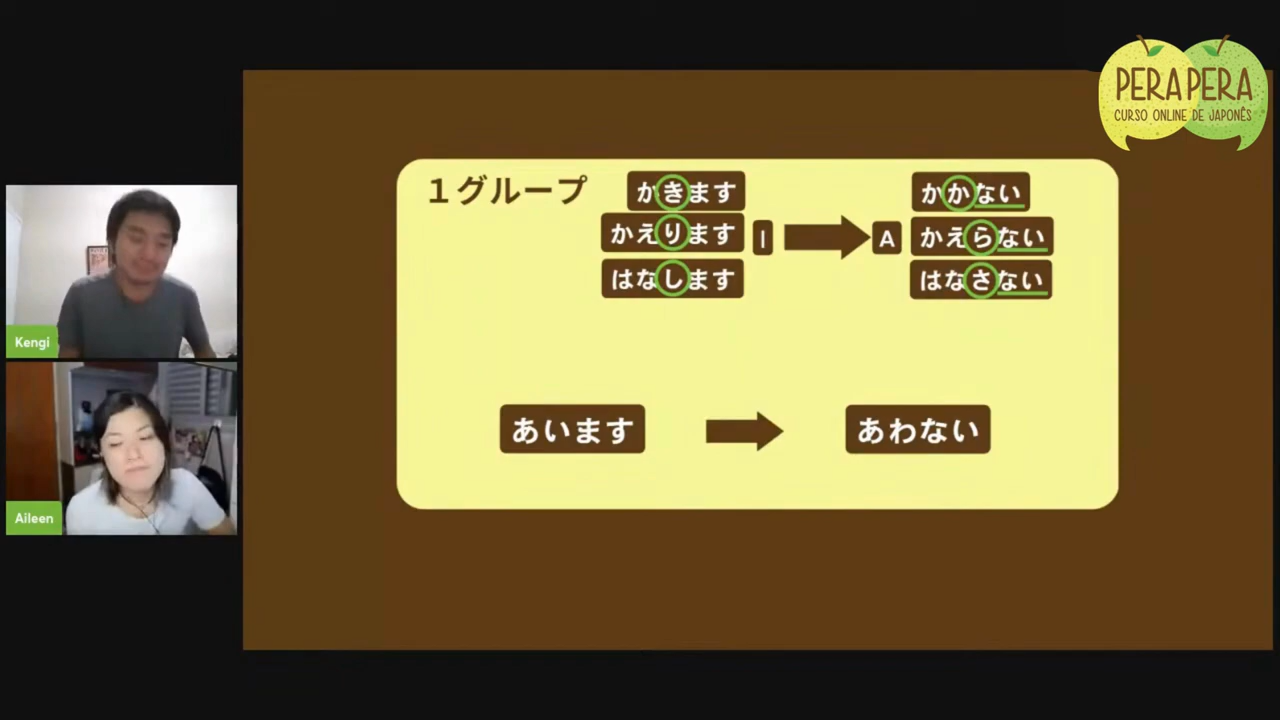 PERA PERA
CURSO ONLINE DE JAPONÊS
1グループ
かきます
かえります
はなします
I
A
かかない
かえらない
はなさない
あいます
あわない
Kengi
Aileen